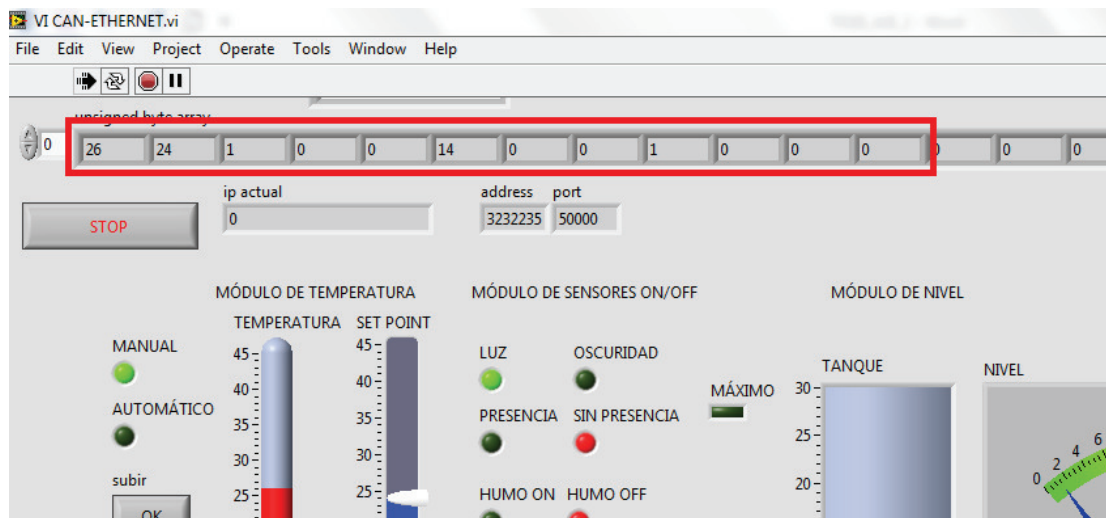 VI CAN-ETHERNET.vi
File Edit View Project Operate Tools Window Help
unsigned byte array
0 26 24 1 0 0 14 0 0 1 0 0 0 0 0 0
ip actual address port
STOP 0 3232235 50000
MÓDULO DE TEMPERATURA MÓDULO DE SENSORES ON/OFF MÓDULO DE NIVEL
TEMPERATURA SET POINT
MANUAL 45 45 LUZ OSCURIDAD TANQUE NIVEL
40 40 MÁXIMO 30
AUTOMÁTICO 35 35 PRESENCIA SIN PRESENCIA 25 0 2 4 6
30 30
subir 25 25 HUMO ON HUMO OFF 20
OK